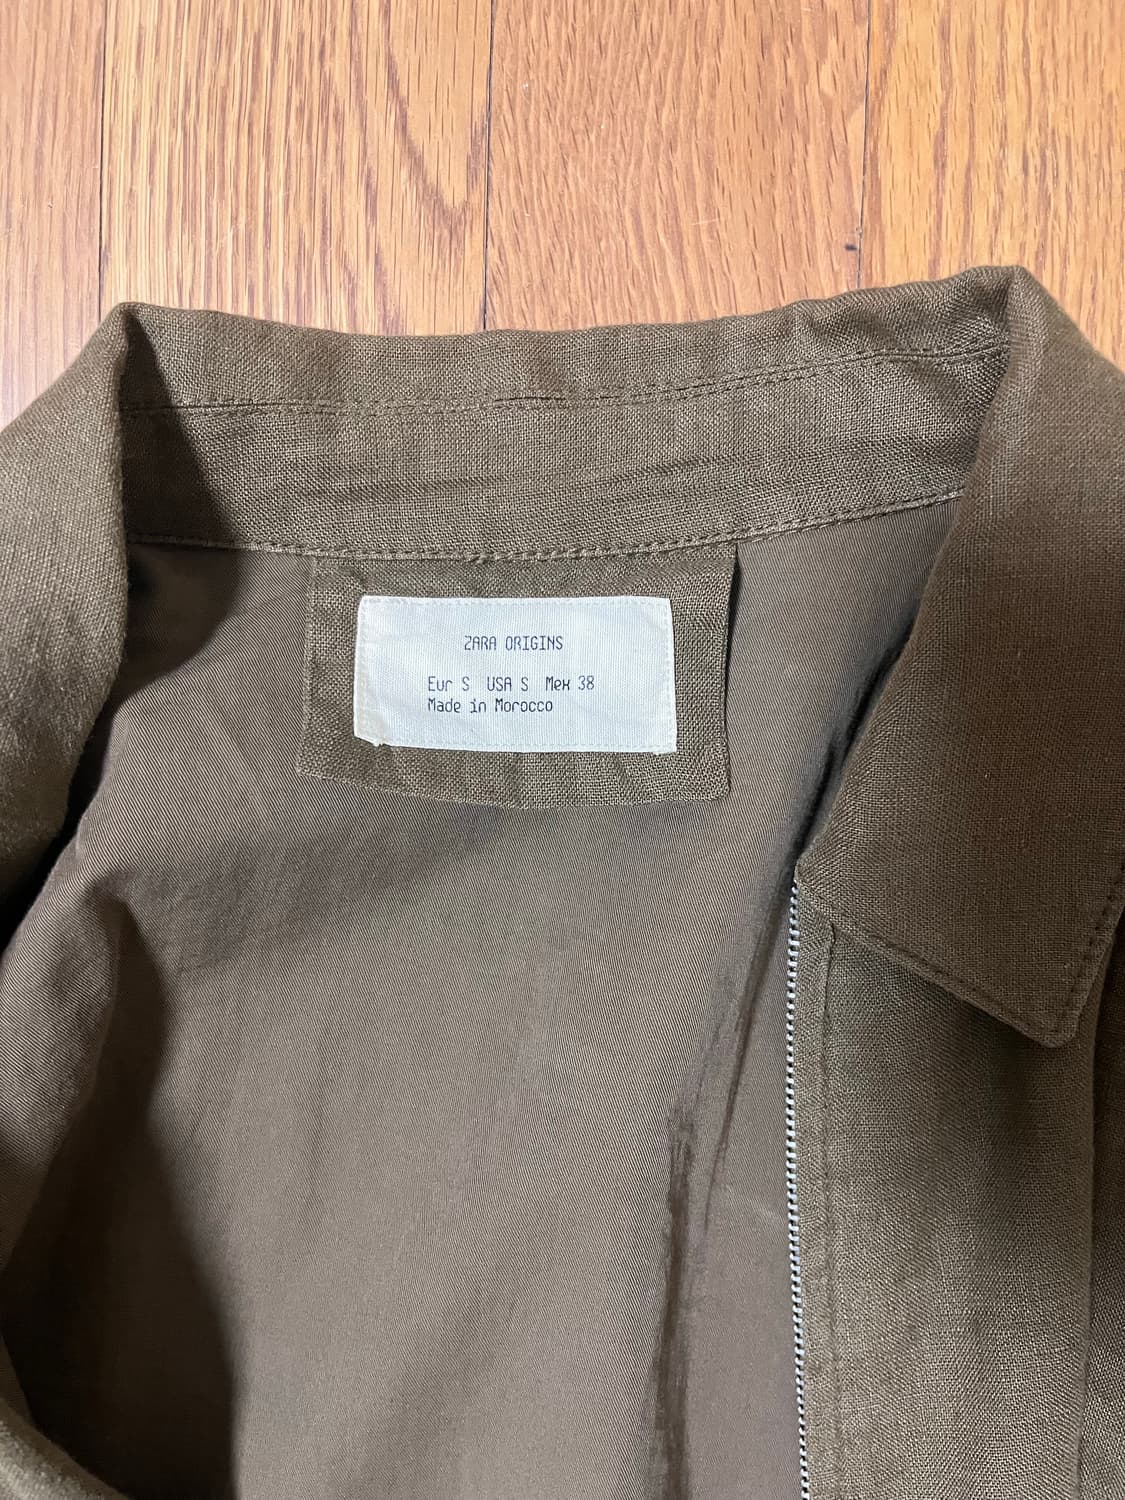 ZARA ORIGINS
Eur S USA S Mex 38
Made in Morocco